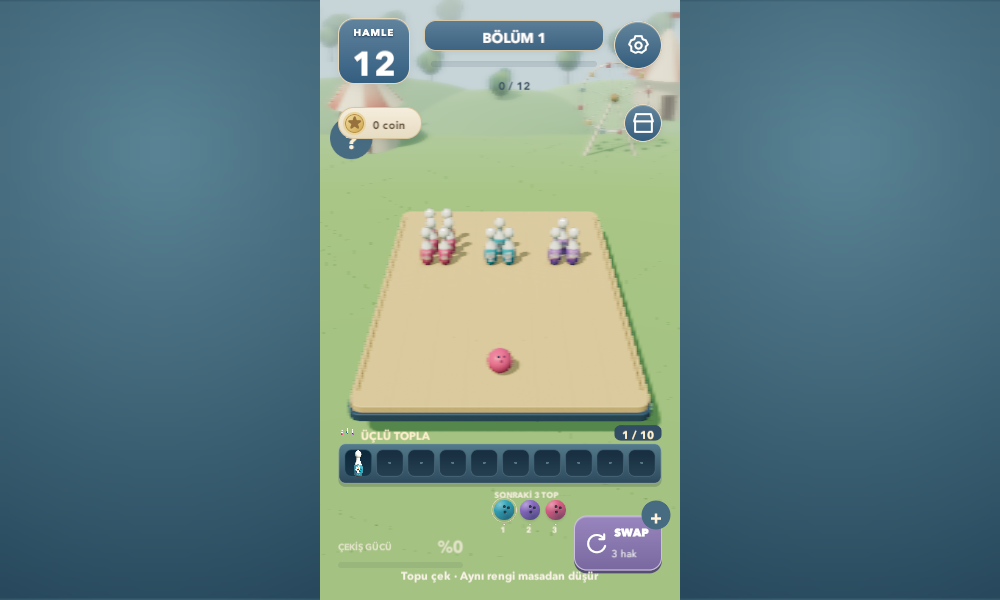 HAMLE
12
BÖLÜM 1
0 / 12
0 coin
?
ÜÇLÜ TOPLA
1 / 10
SONRAKİ 3 TOP
1 2 3
+
SWAP
3 hak
ÇEKİŞ GÜCÜ
%0
Topu çek · Aynı rengi masadan düşür